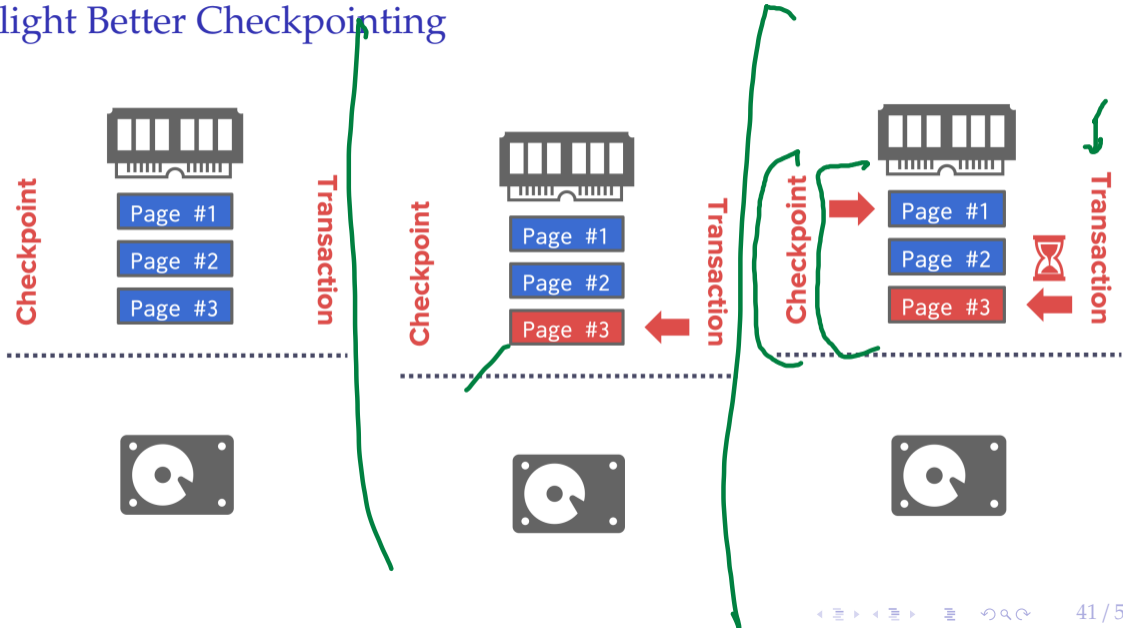 light Better Checkpointing
Checkpoint
Page #1
Page #2
Page #3
Transaction
Checkpoint
Page #1
Page #2
Page #3
Transaction
Checkpoint
Page #1
Page #2
Page #3
Transaction
41 / 5